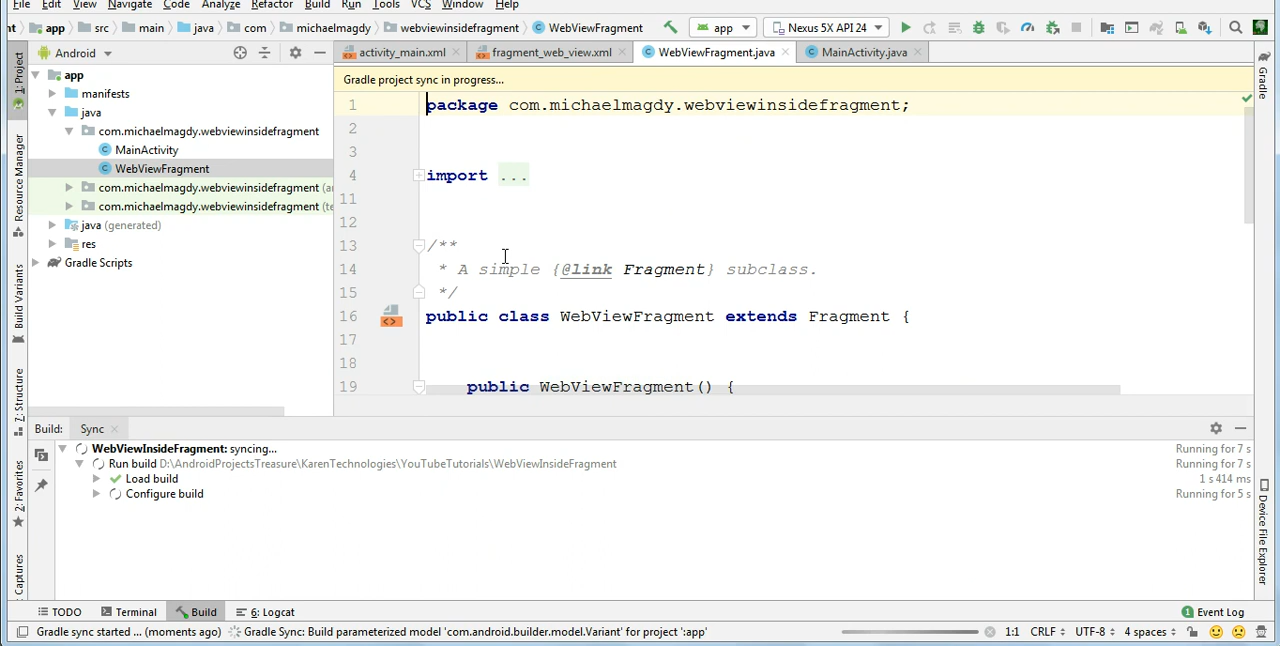 File Edit View Navigate Code Analyze Refactor Build Run Tools VCS Window Help
app src main java com michaelmagdy webviewinsidefragment WebViewFragment app Nexus 5X API 24
Android activity_main.xml fragment_web_view.xml WebViewFragment.java MainActivity.java
Gradle project sync in progress...
1: Project
Resource Manager
Build Variants
Z: Structure
2: Favorites
Captures
app
manifests
java
com.michaelmagdy.webviewinsidefragment
MainActivity
WebViewFragment
com.michaelmagdy.webviewinsidefragment
com.michaelmagdy.webviewinsidefragment
java (generated)
res
Gradle Scripts
1 package com.michaelmagdy.webviewinsidefragment;
2
3
4 import ...
11
12
13 /**
14 * A simple {@link Fragment} subclass.
15 */
16 public class WebViewFragment extends Fragment {
17
18
19 public WebViewFragment() {
Gradle
Device File Explorer
Build: Sync
WebViewInsideFragment: syncing... Running for 7 s
Run build D:\AndroidProjectsTreasure\KarenTechnologies\YouTubeTutorials\WebViewInsideFragment Running for 7 s
Load build 1 s 414 ms
Configure build Running for 5 s
TODO Terminal Build 6: Logcat 1 Event Log
Gradle sync started ... (moments ago) Gradle Sync: Build parameterized model 'com.android.builder.model.Variant' for project ':app' 1:1 CRLF UTF-8 4 spaces